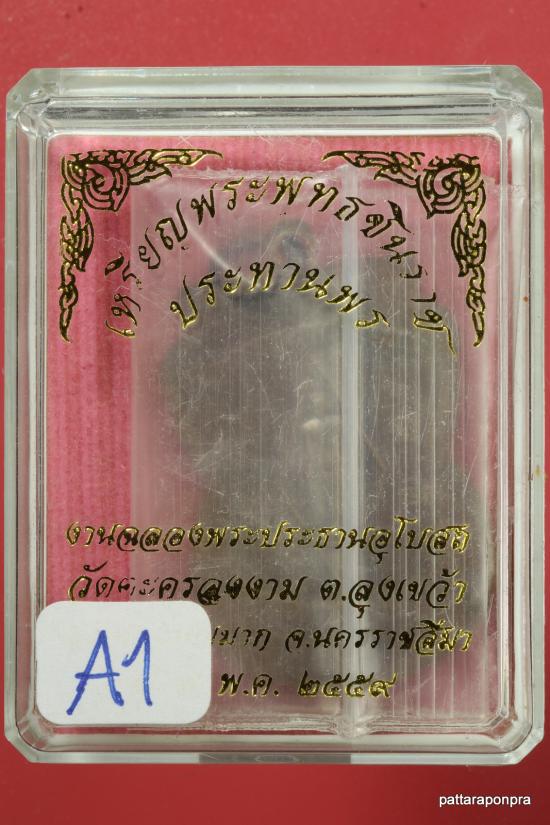 เหรียญพระพุทธชินราช
ประทานพร
งานฉลองพระประธานอุโบสถ
วัดตะครองงาม ต.ลุงเขว้า
จ.นครราชสีมา
พ.ศ. ๒๕๕๙
A1
pattaraponpra